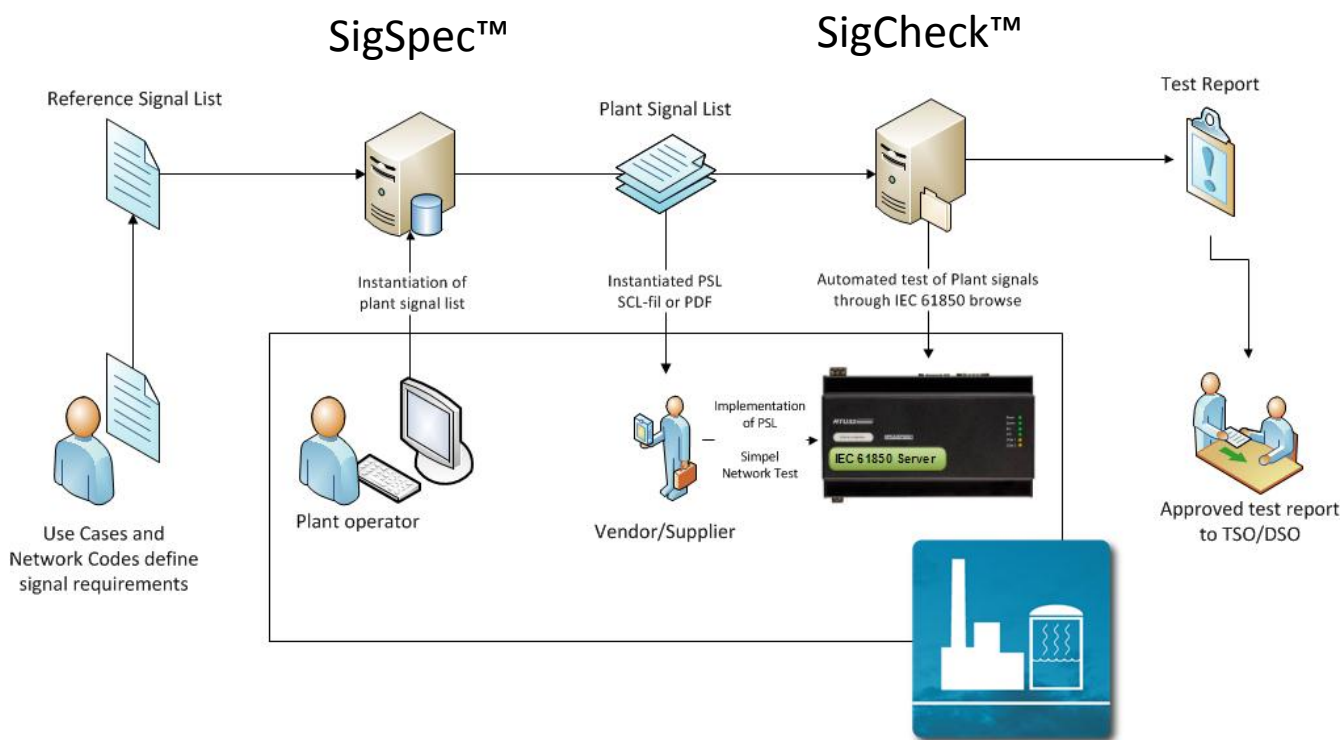 SigSpec™
SigCheck™
Reference Signal List
Plant Signal List
Test Report
Instantiation of
plant signal list
Instantiated PSL
SCL-fil or PDF
Automated test of Plant signals
through IEC 61850 browse
Implementation
of PSL
Simpel
Network Test
IEC 61850 Server
Plant operator
Vendor/Supplier
Use Cases and
Network Codes define
signal requirements
Approved test report
to TSO/DSO